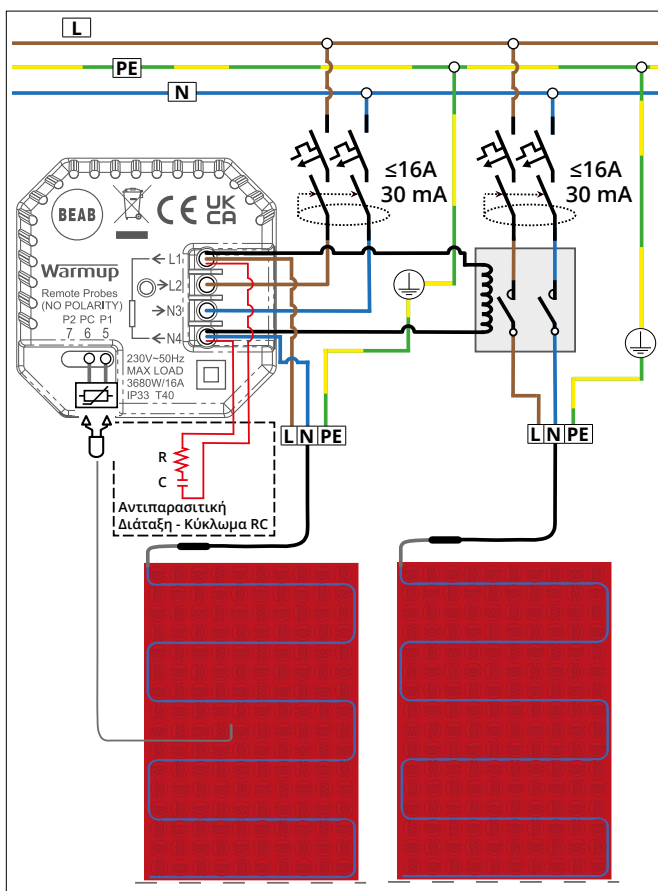 L
PE
N
≤16A
30 mA
≤16A
30 mA
BEAB
CE UK
CA
Warmup
Remote Probes
(NO POLARITY)
P2 PC P1
7 6 5
L1
L2
N3
N4
230V~50Hz
MAX LOAD
3680W/16A
IP33 T40
L N PE
L N PE
R
C
Αντιπαρασιτική
Διάταξη - Κύκλωμα RC